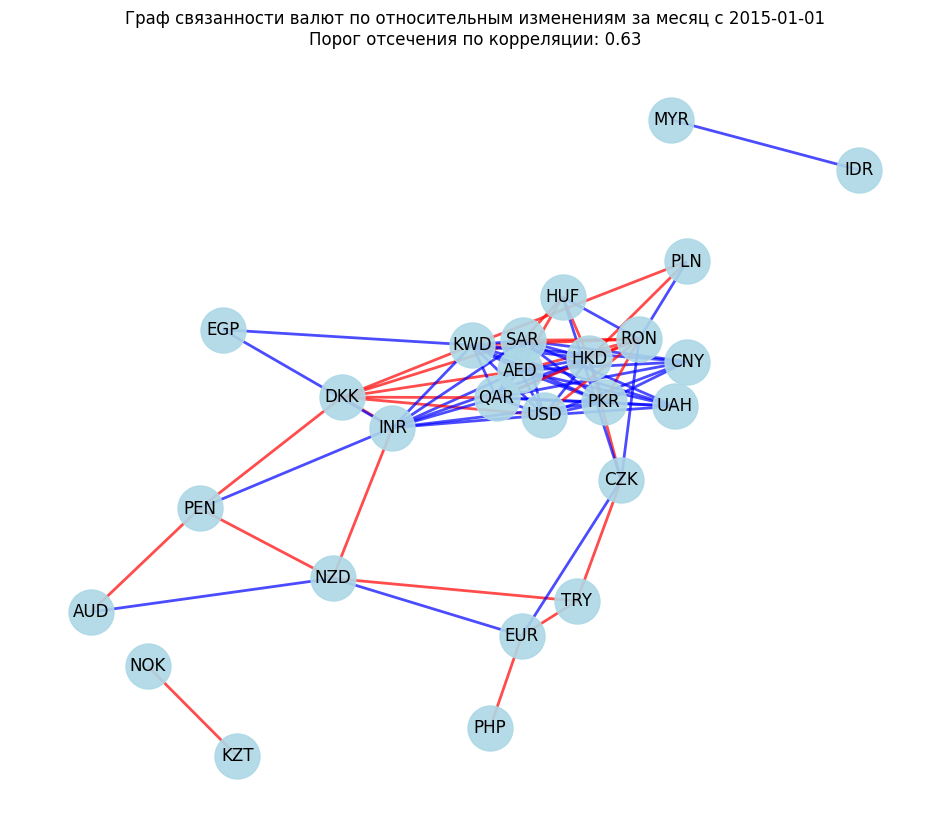 Граф связанности валют по относительным изменениям за месяц с 2015-01-01
Порог отсечения по корреляции: 0.63
MYR
IDR
PLN
HUF
EGP
SAR
RON
KWD
HKD
CNY
AED
DKK
QAR
PKR
UAH
USD
INR
CZK
PEN
NZD
TRY
AUD
EUR
NOK
PHP
KZT